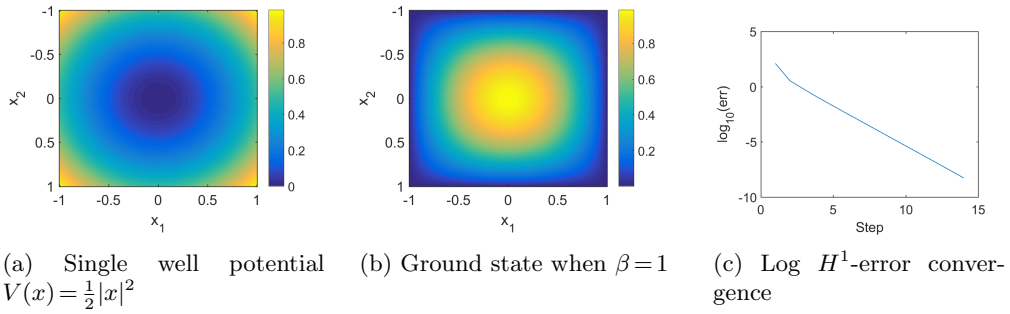 -1
-0.5
0
0.5
1
x2
-1 -0.5 0 0.5 1
x1
0.8
0.6
0.4
0.2
0
-1
-0.5
0
0.5
1
x2
-1 -0.5 0 0.5 1
x1
0.8
0.6
0.4
0.2
5
0
-5
-10
log10(err)
0 5 10 15
Step
(a) Single well potential
V(x) = 1/2|x|²
(b) Ground state when β = 1
(c) Log H¹-error conver-
gence